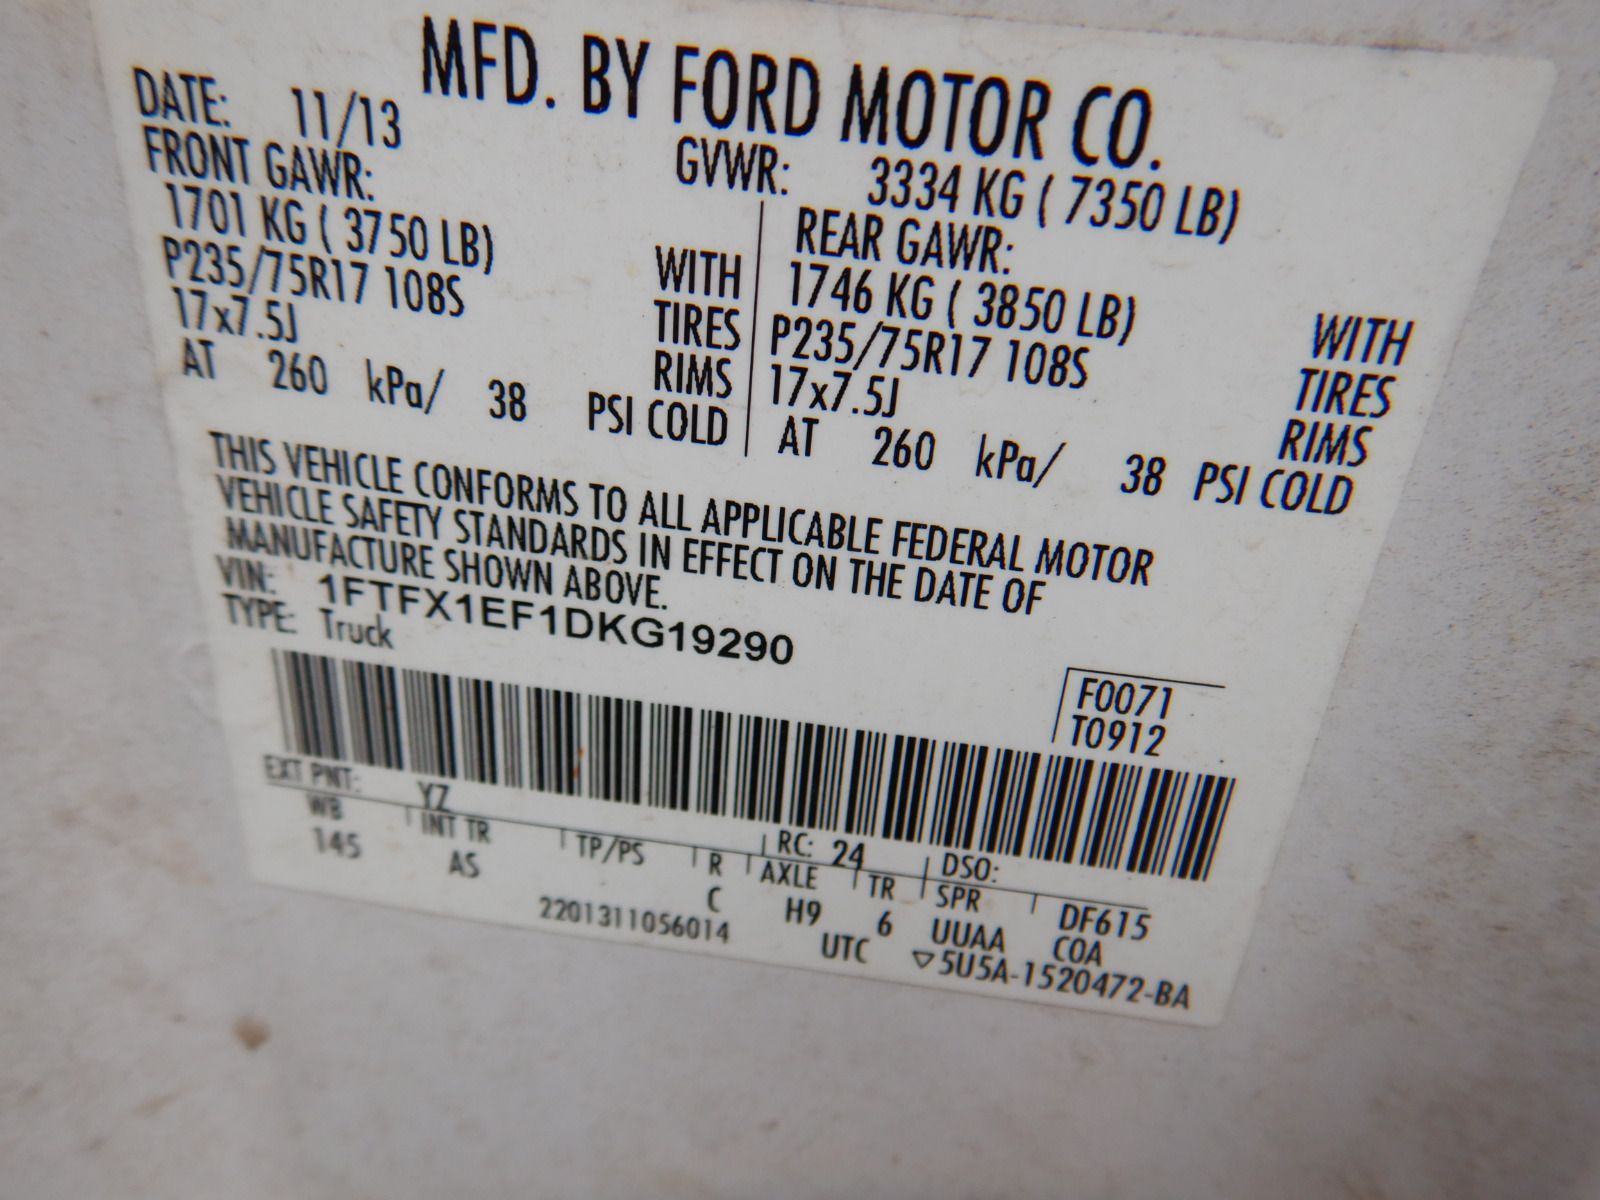 MFD. BY FORD MOTOR CO.
DATE: 11/13
GVWR: 3334 KG ( 7350 LB)
FRONT GAWR:
1701 KG ( 3750 LB) WITH
P235/75R17 108S TIRES
17x7.5J RIMS
AT 260 kPa/ 38 PSI COLD
REAR GAWR:
1746 KG ( 3850 LB) WITH
P235/75R17 108S TIRES
17x7.5J RIMS
AT 260 kPa/ 38 PSI COLD
THIS VEHICLE CONFORMS TO ALL APPLICABLE FEDERAL MOTOR
VEHICLE SAFETY STANDARDS IN EFFECT ON THE DATE OF
MANUFACTURE SHOWN ABOVE.
VIN: 1FTFX1EF1DKG19290
TYPE: Truck
F0071
T0912
EXT PNT: YZ RC: 24 DSO:
WB INT TR TP/PS R AXLE TR SPR DF615
145 AS C H9 6 UUAA COA
2201311056014 UTC ▽5U5A-1520472-BA